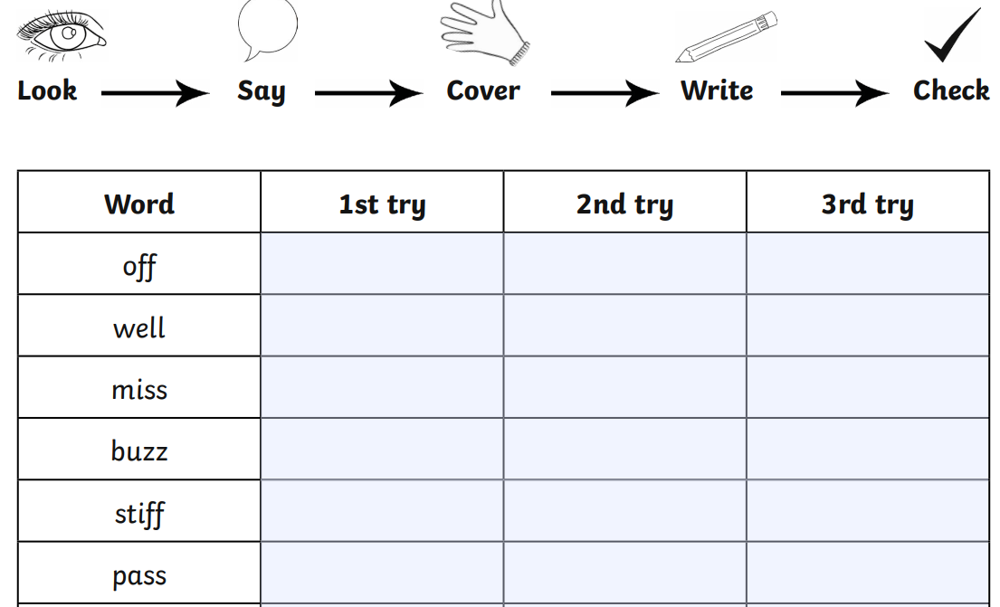 Look Say Cover Write Check
Word 1st try 2nd try 3rd try
off
well
miss
buzz
stiff
pass